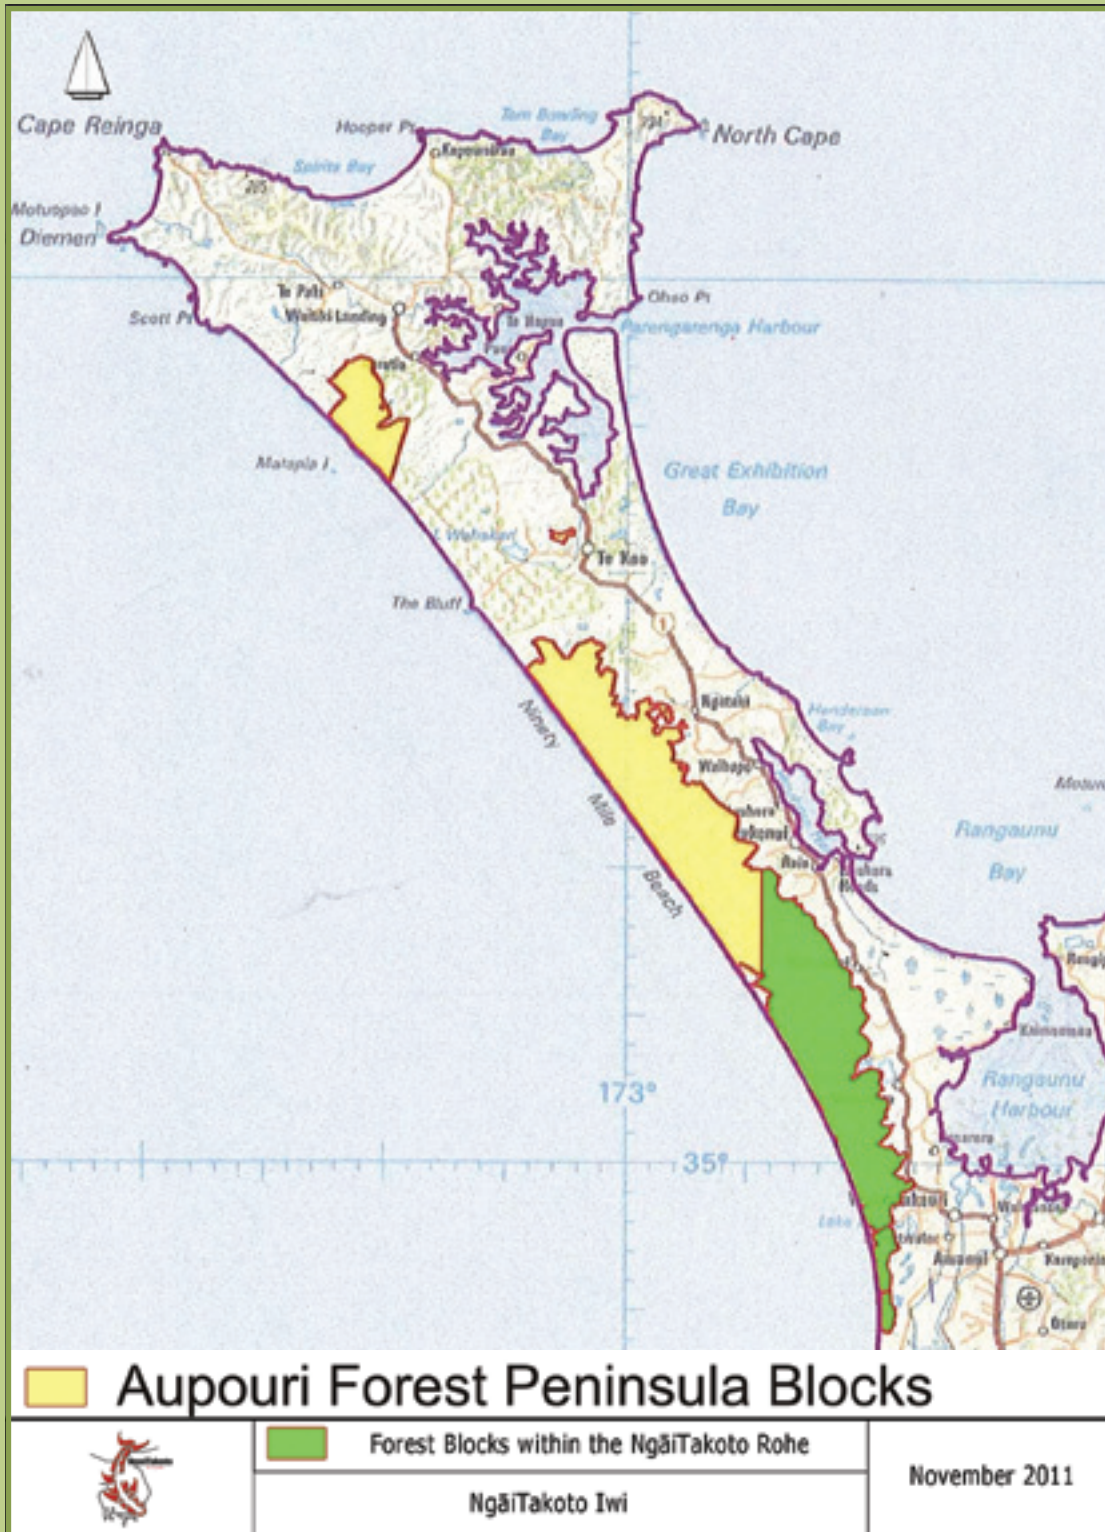 Cape Reinga
Hooper Pt
Tom Bowling
Bay
North Cape
Spirits Bay
205
Diemen
Scott Pt
Te Paki
Waitiki Landing
Te Hapua
Ohao Pt
Parengarenga Harbour
Matapia I
Great Exhibition
Bay
Te Kao
The Bluff
1
Ninety
Mile
Beach
Ngataki
Henderson
Bay
Waihopo
Rangaunu
Bay
173°
35°
Rangaunu
Harbour
Awanui
Aupouri Forest Peninsula Blocks
Forest Blocks within the NgāiTakoto Rohe
NgāiTakoto Iwi
November 2011